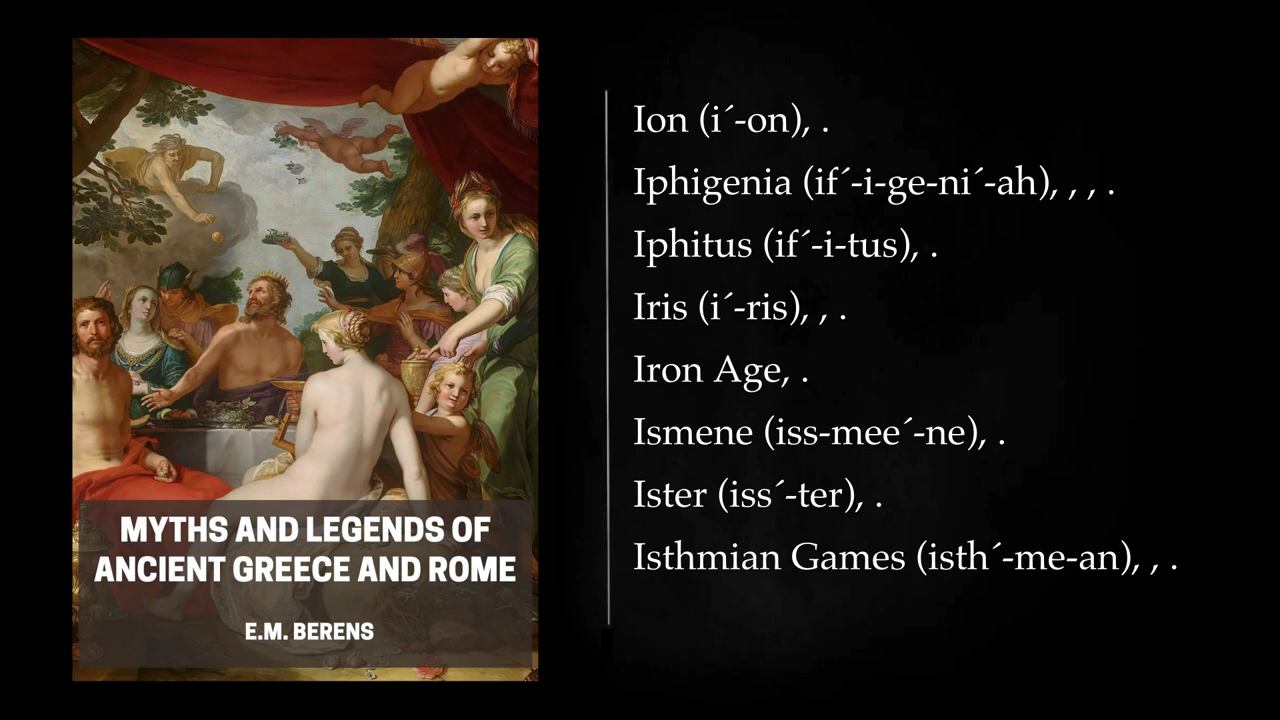 MYTHS AND LEGENDS OF
ANCIENT GREECE AND ROME
E.M. BERENS
Ion (i´-on), .
Iphigenia (if´-i-ge-ni´-ah), , , .
Iphitus (if´-i-tus), .
Iris (i´-ris), , .
Iron Age, .
Ismene (iss-mee´-ne), .
Ister (iss´-ter), .
Isthmian Games (isth´-me-an), , .